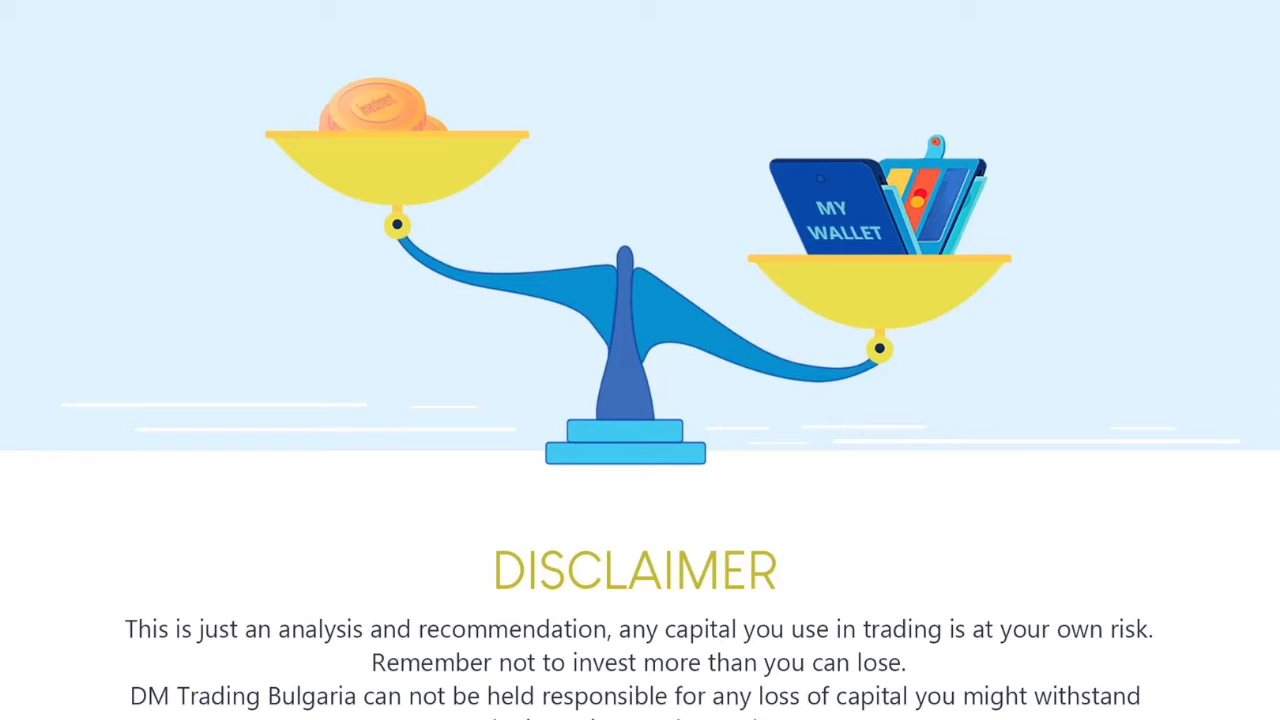 investment
MY
WALLET
DISCLAIMER
This is just an analysis and recommendation, any capital you use in trading is at your own risk.
Remember not to invest more than you can lose.
DM Trading Bulgaria can not be held responsible for any loss of capital you might withstand